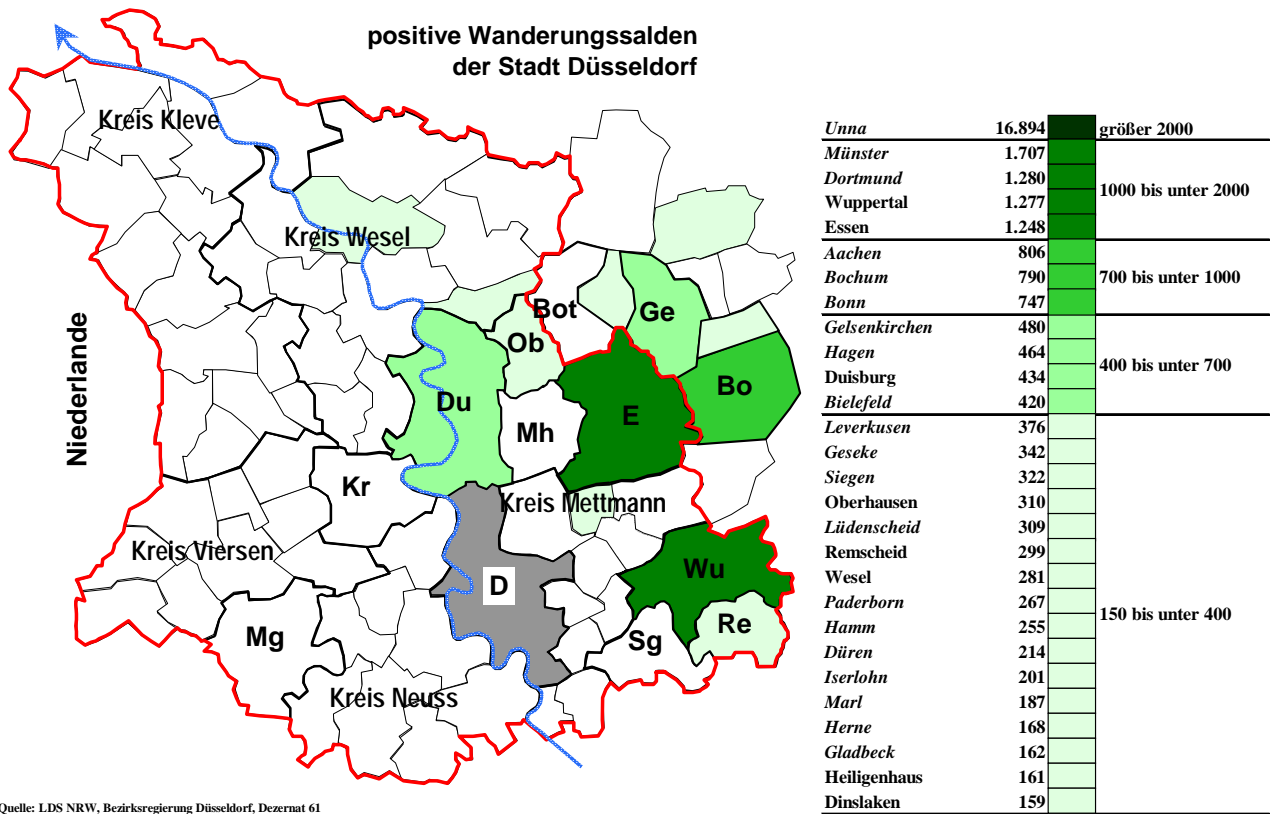 positive Wanderungssalden
der Stadt Düsseldorf
Kreis Kleve
Kreis Wesel
Niederlande
Bot
Ge
Ob
Du
Bo
E
Mh
Kr
Kreis Mettmann
Kreis Viersen
Wu
D
Mg
Sg
Re
Kreis Neuss
Unna 16.894 größer 2000
Münster 1.707
Dortmund 1.280
1000 bis unter 2000
Wuppertal 1.277
Essen 1.248
Aachen 806
Bochum 790 700 bis unter 1000
Bonn 747
Gelsenkirchen 480
Hagen 464
400 bis unter 700
Duisburg 434
Bielefeld 420
Leverkusen 376
Geseke 342
Siegen 322
Oberhausen 310
Lüdenscheid 309
Remscheid 299
Wesel 281
Paderborn 267
150 bis unter 400
Hamm 255
Düren 214
Iserlohn 201
Marl 187
Herne 168
Gladbeck 162
Heiligenhaus 161
Dinslaken 159
Quelle: LDS NRW, Bezirksregierung Düsseldorf, Dezernat 61